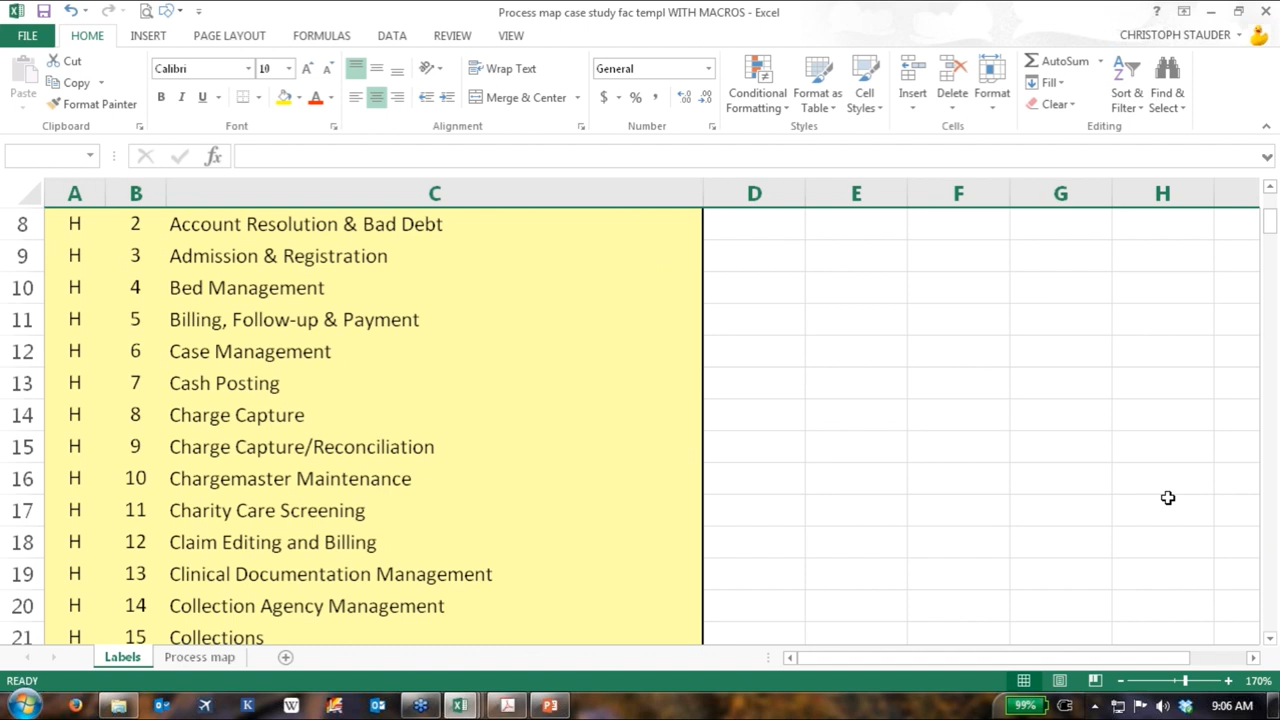 Process map case study fac templ WITH MACROS - Excel
FILE HOME INSERT PAGE LAYOUT FORMULAS DATA REVIEW VIEW CHRISTOPH STAUDER
Paste Cut Copy Format Painter Clipboard
Calibri 10 B I U A Font
Wrap Text Merge & Center Alignment
General $ % , Number
Conditional Formatting Format as Table Cell Styles Styles
Insert Delete Format Cells
AutoSum Fill Clear Sort & Filter Find & Select Editing
fx
A B C D E F G H
8 H 2 Account Resolution & Bad Debt
9 H 3 Admission & Registration
10 H 4 Bed Management
11 H 5 Billing, Follow-up & Payment
12 H 6 Case Management
13 H 7 Cash Posting
14 H 8 Charge Capture
15 H 9 Charge Capture/Reconciliation
16 H 10 Chargemaster Maintenance
17 H 11 Charity Care Screening
18 H 12 Claim Editing and Billing
19 H 13 Clinical Documentation Management
20 H 14 Collection Agency Management
21 H 15 Collections
Labels Process map
READY 170%
99% 9:06 AM